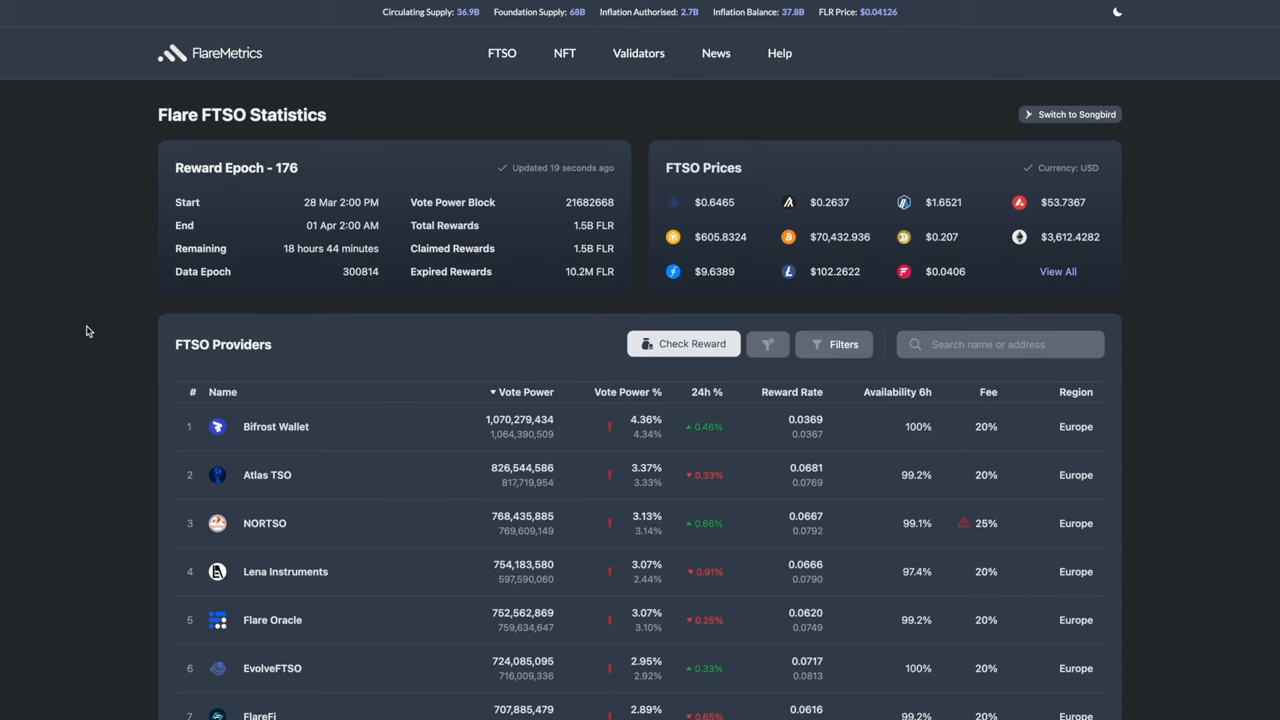 Circulating Supply: 36.9B Foundation Supply: 68B Inflation Authorised: 2.7B Inflation Balance: 37.8B FLR Price: $0.04126
FlareMetrics FTSO NFT Validators News Help
Flare FTSO Statistics Switch to Songbird
Reward Epoch - 176 Updated 19 seconds ago
Start 28 Mar 2:00 PM Vote Power Block 21682668
End 01 Apr 2:00 AM Total Rewards 1.5B FLR
Remaining 18 hours 44 minutes Claimed Rewards 1.5B FLR
Data Epoch 300814 Expired Rewards 10.2M FLR
FTSO Prices Currency: USD
$0.6465 $0.2637 $1.6521 $53.7367
$605.8324 $70,432.936 $0.207 $3,612.4282
$9.6389 $102.2622 $0.0406 View All
FTSO Providers Check Reward Filters Search name or address
# Name Vote Power Vote Power % 24h % Reward Rate Availability 6h Fee Region
1 Bifrost Wallet 1,070,279,434 4.36% 0.46% 0.0369 100% 20% Europe
1,064,390,509 4.34% 0.0367
2 Atlas TSO 826,544,586 3.37% 0.33% 0.0681 99.2% 20% Europe
817,719,954 3.33% 0.0769
3 NORTSO 768,435,885 3.13% 0.66% 0.0667 99.1% 25% Europe
769,609,149 3.14% 0.0792
4 Lena Instruments 754,183,580 3.07% 0.91% 0.0666 97.4% 20% Europe
597,590,060 2.44% 0.0790
5 Flare Oracle 752,562,869 3.07% 0.25% 0.0620 99.2% 20% Europe
759,634,647 3.10% 0.0749
6 EvolveFTSO 724,085,095 2.95% 0.33% 0.0717 100% 20% Europe
716,009,336 2.92% 0.0813
7 FlareFi 707,885,479 2.89% 0.65% 0.0616 99.2% 20% Europe